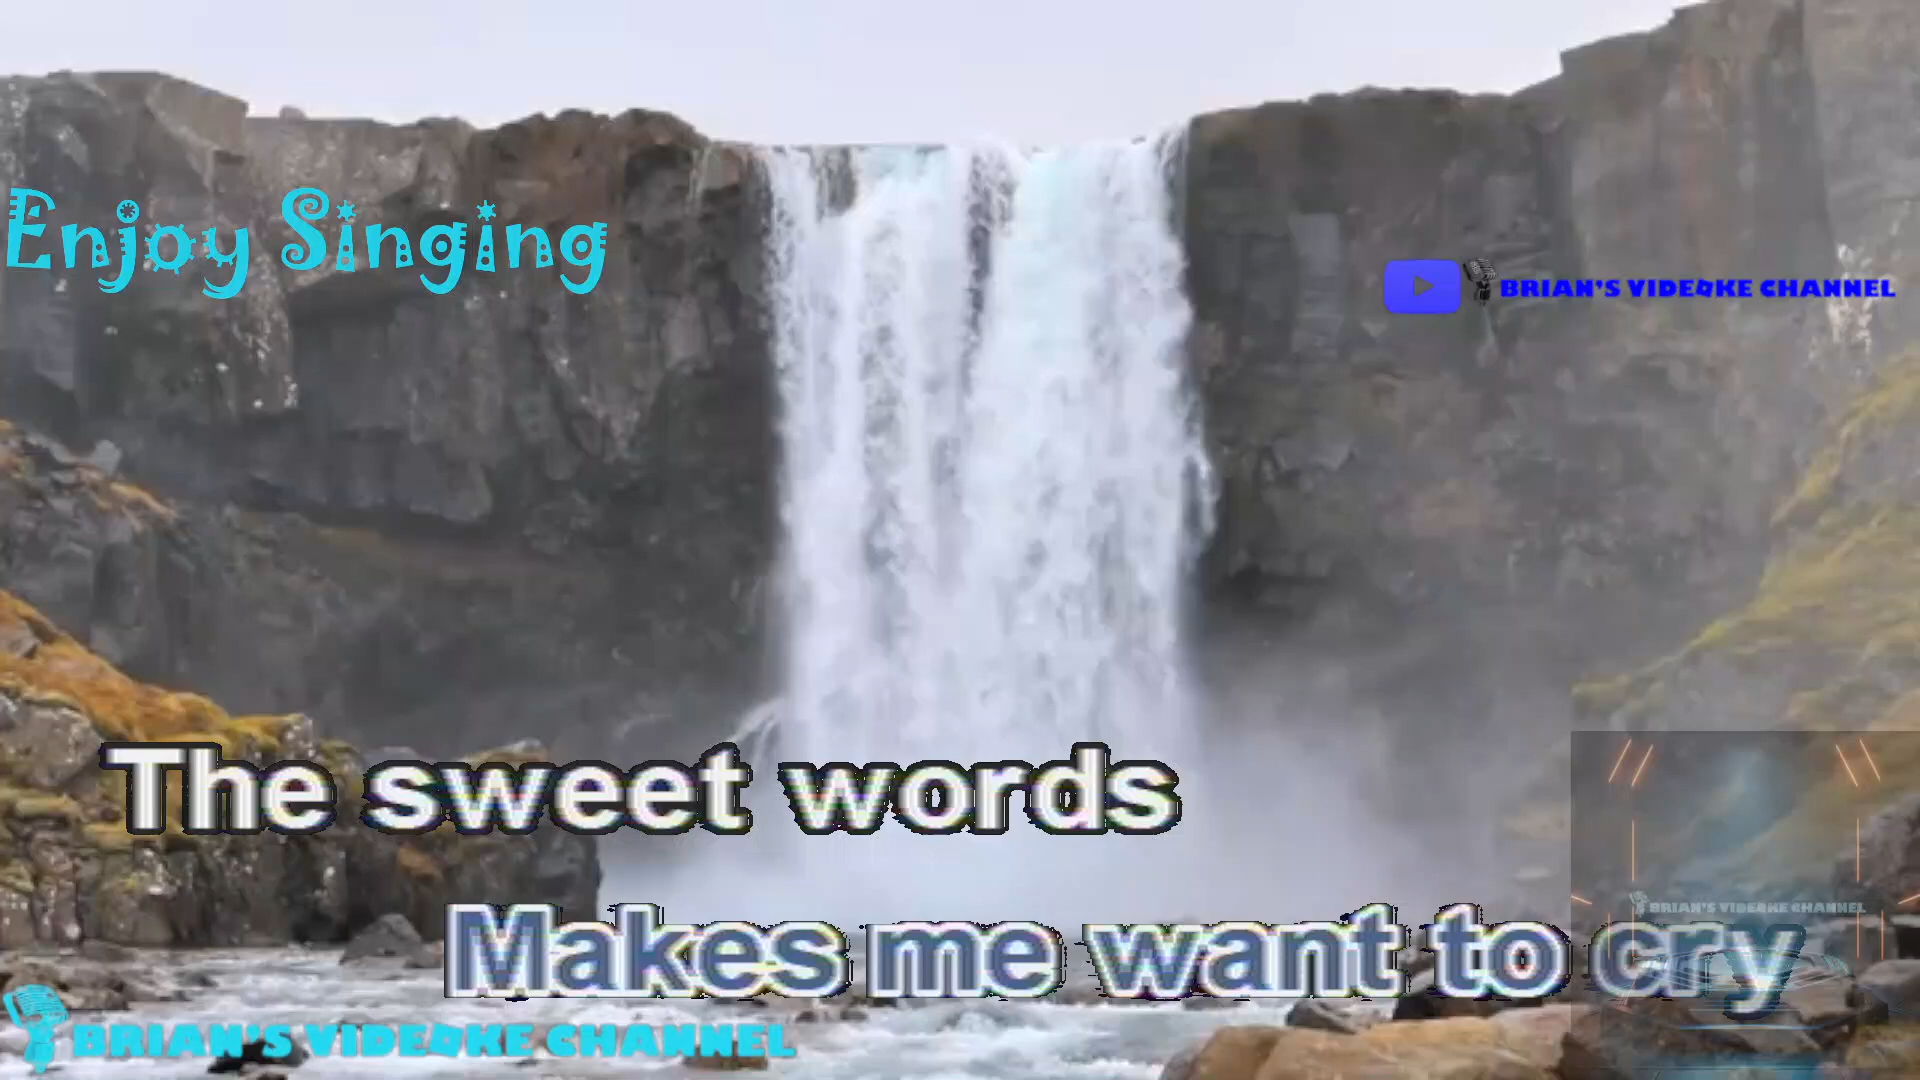 Enjoy Singing
BRIAN'S VIDEOKE CHANNEL
The sweet words
BRIAN'S VIDEOKE CHANNEL
Makes me want to cry
BRIAN'S VIDEOKE CHANNEL